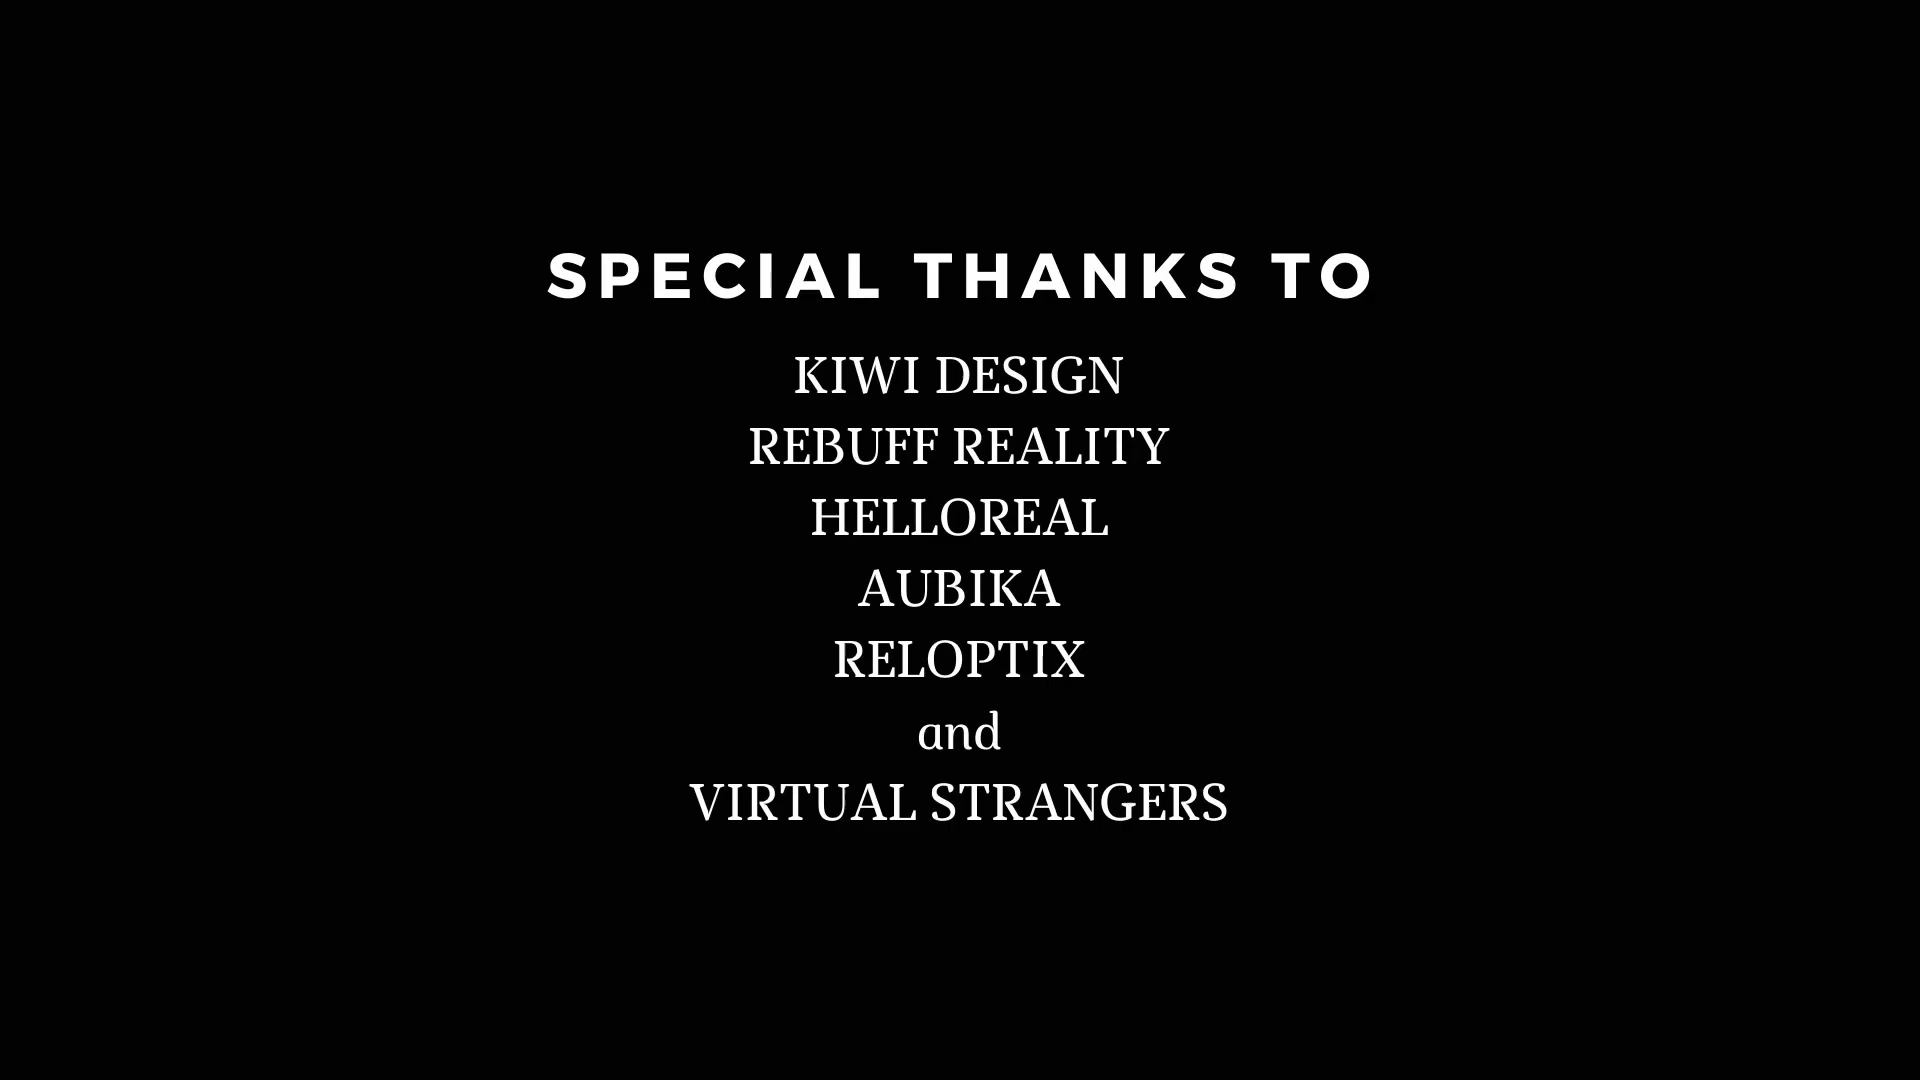 SPECIAL THANKS TO
KIWI DESIGN
REBUFF REALITY
HELLOREAL
AUBIKA
RELOPTIX
and
VIRTUAL STRANGERS